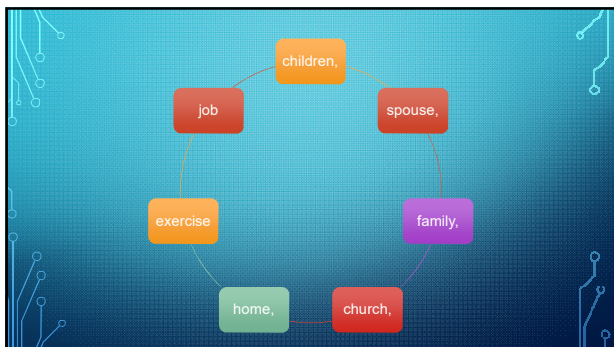 children,
spouse,
family,
church,
home,
exercise
job